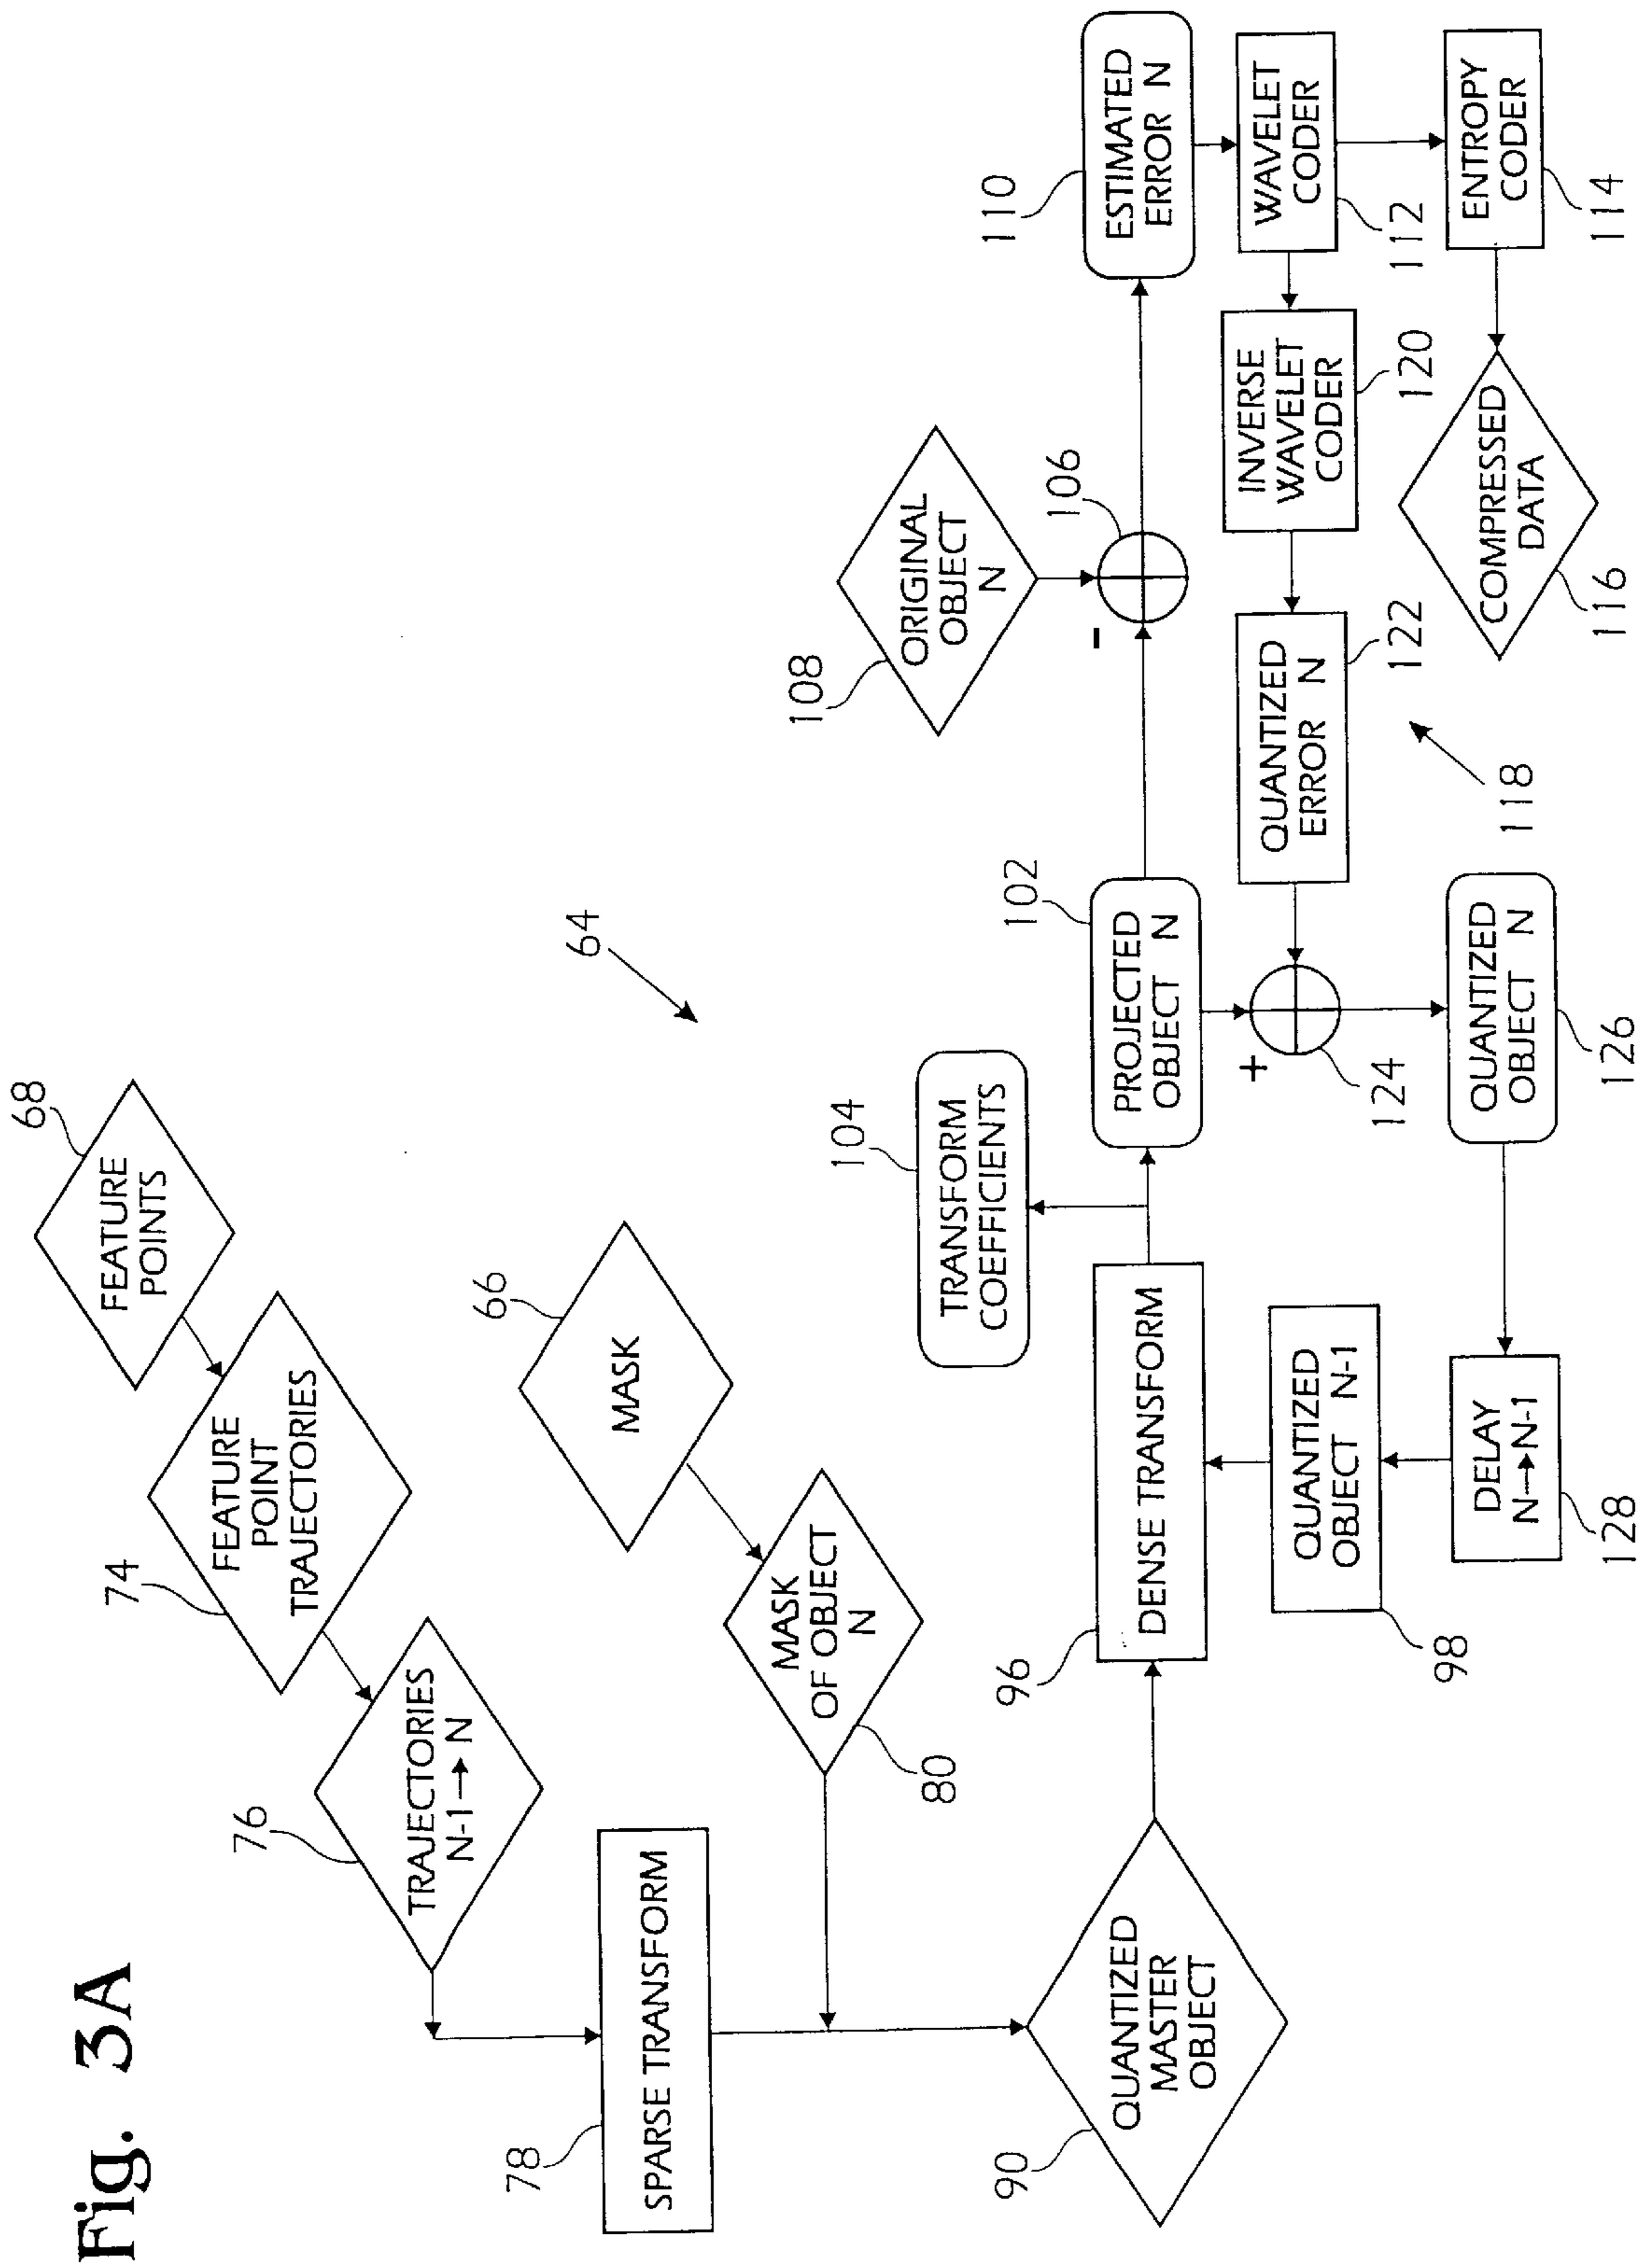 Fig. 3A
68
FEATURE
POINTS
74
FEATURE
POINT
TRAJECTORIES
76
TRAJECTORIES
N-1→N
78
SPARSE TRANSFORM
66
MASK
MASK
OF OBJECT
N
80
64
90
QUANTIZED
MASTER
OBJECT
96
DENSE TRANSFORM
104
TRANSFORM
COEFFICIENTS
102
PROJECTED
OBJECT N
108
ORIGINAL
OBJECT
N
106
-
110
ESTIMATED
ERROR N
WAVELET
CODER
112
ENTROPY
CODER
114
COMPRESSED
DATA
116
INVERSE
WAVELET
CODER
120
QUANTIZED
ERROR N
122
118
+
124
QUANTIZED
OBJECT N
126
DELAY
N→N-1
128
QUANTIZED
OBJECT N-1
98